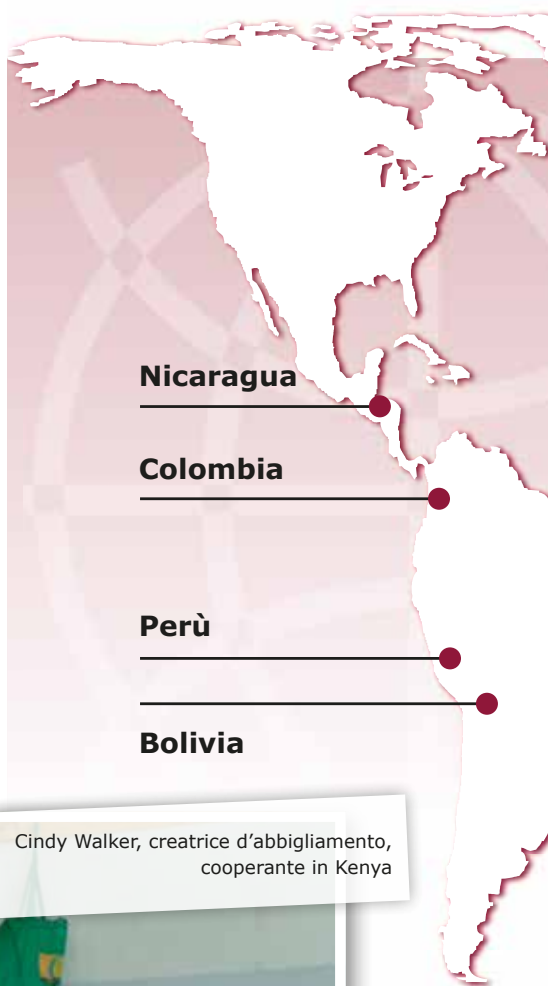 Nicaragua
Colombia
Perù
Bolivia
Cindy Walker, creatrice d’abbigliamento,
cooperante in Kenya